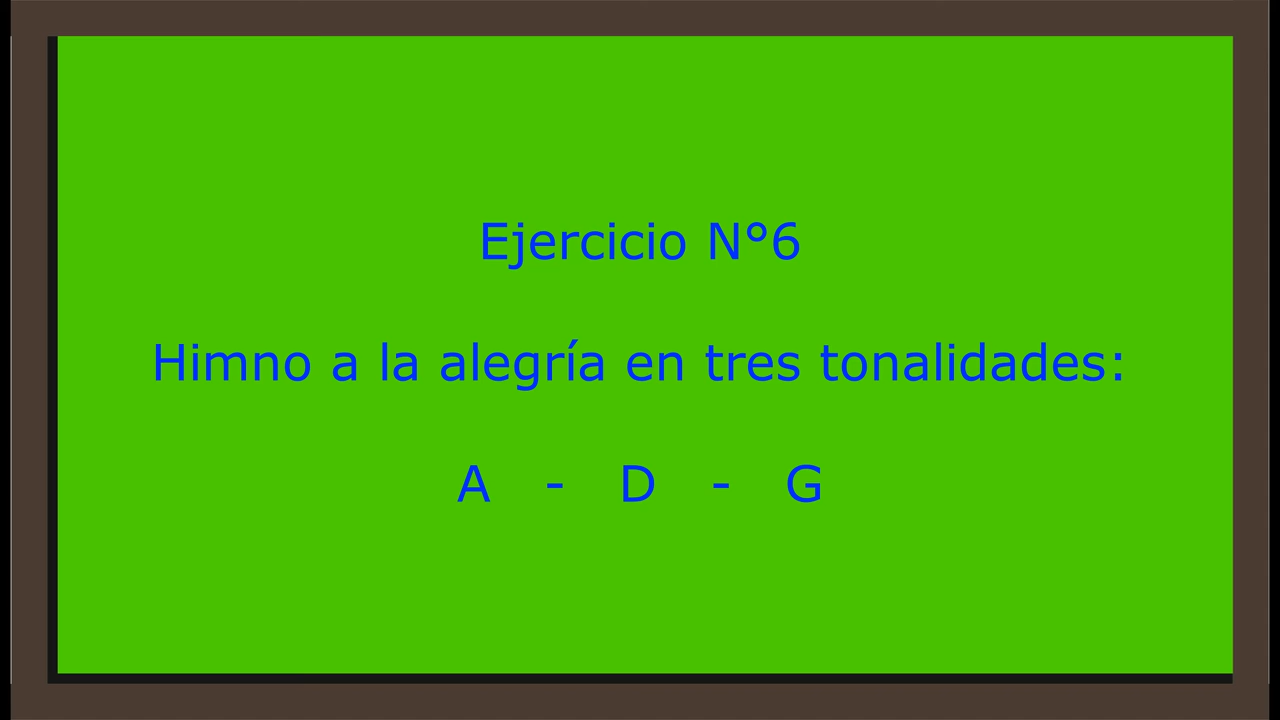 Ejercicio N°6
Himno a la alegría en tres tonalidades:
A - D - G